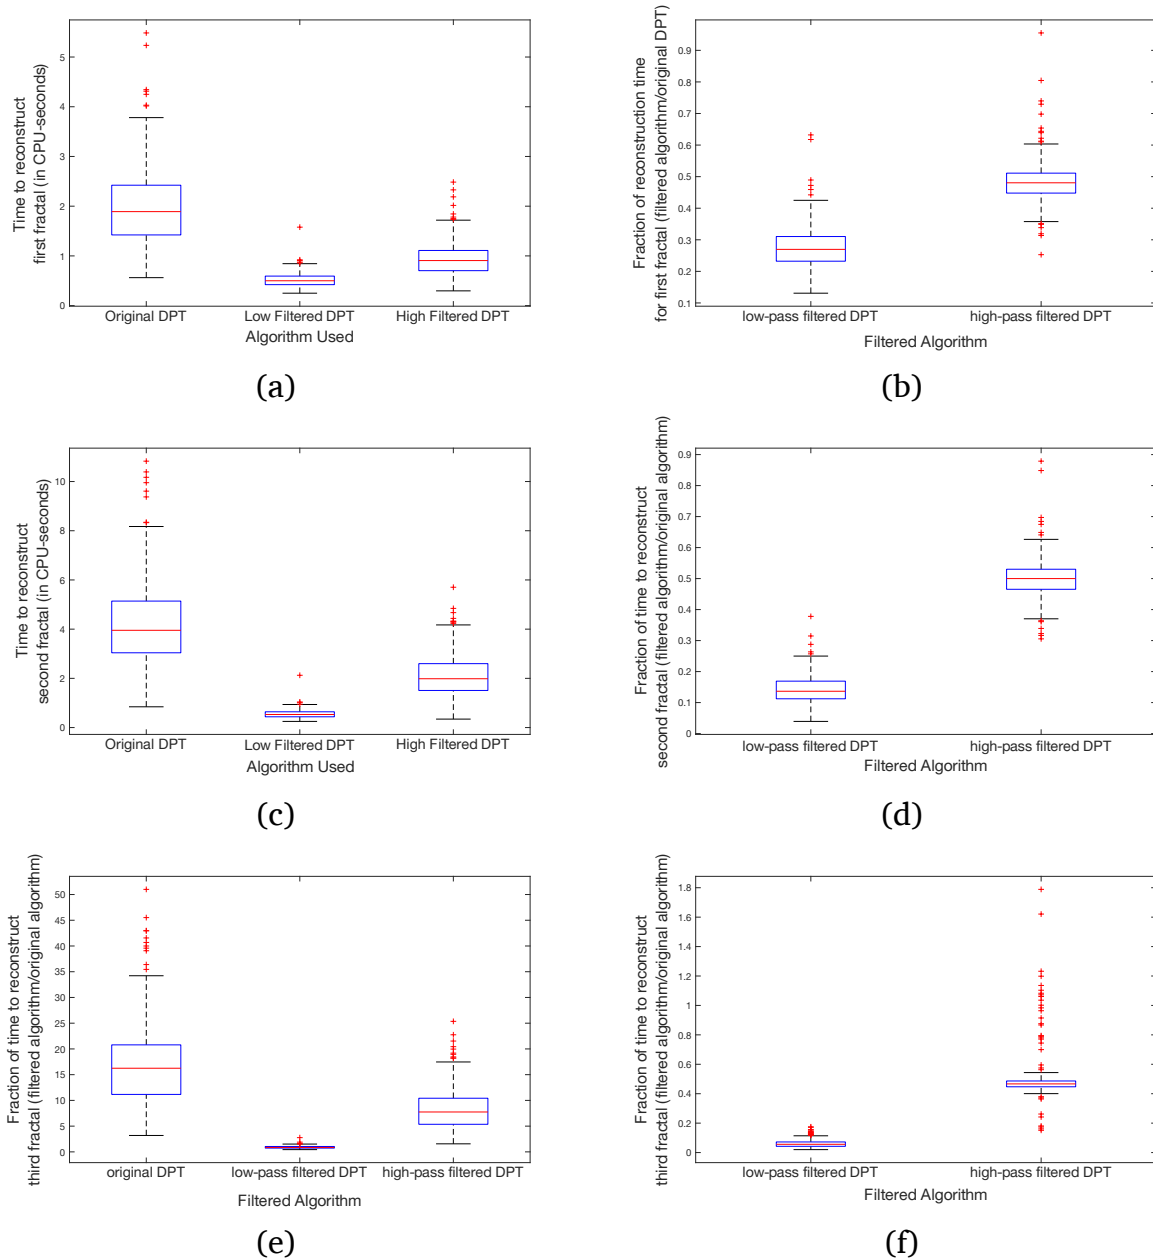 Time to reconstruct
first fractal (in CPU-seconds)
5
4
3
2
1
0
Original DPT Low Filtered DPT High Filtered DPT
Algorithm Used
(a)
Fraction of reconstruction time
for first fractal (filtered algorithm/original DPT)
0.9
0.8
0.7
0.6
0.5
0.4
0.3
0.2
0.1
low-pass filtered DPT high-pass filtered DPT
Filtered Algorithm
(b)
Time to reconstruct
second fractal (in CPU-seconds)
10
8
6
4
2
0
Original DPT Low Filtered DPT High Filtered DPT
Algorithm Used
(c)
Fraction of time to reconstruct
second fractal (filtered algorithm/original algorithm)
0.9
0.8
0.7
0.6
0.5
0.4
0.3
0.2
0.1
0
low-pass filtered DPT high-pass filtered DPT
Filtered Algorithm
(d)
Fraction of time to reconstruct
third fractal (filtered algorithm/original algorithm)
50
45
40
35
30
25
20
15
10
5
0
original DPT low-pass filtered DPT high-pass filtered DPT
Filtered Algorithm
(e)
Fraction of time to reconstruct
third fractal (filtered algorithm/original algorithm)
1.8
1.6
1.4
1.2
1
0.8
0.6
0.4
0.2
0
low-pass filtered DPT high-pass filtered DPT
Filtered Algorithm
(f)